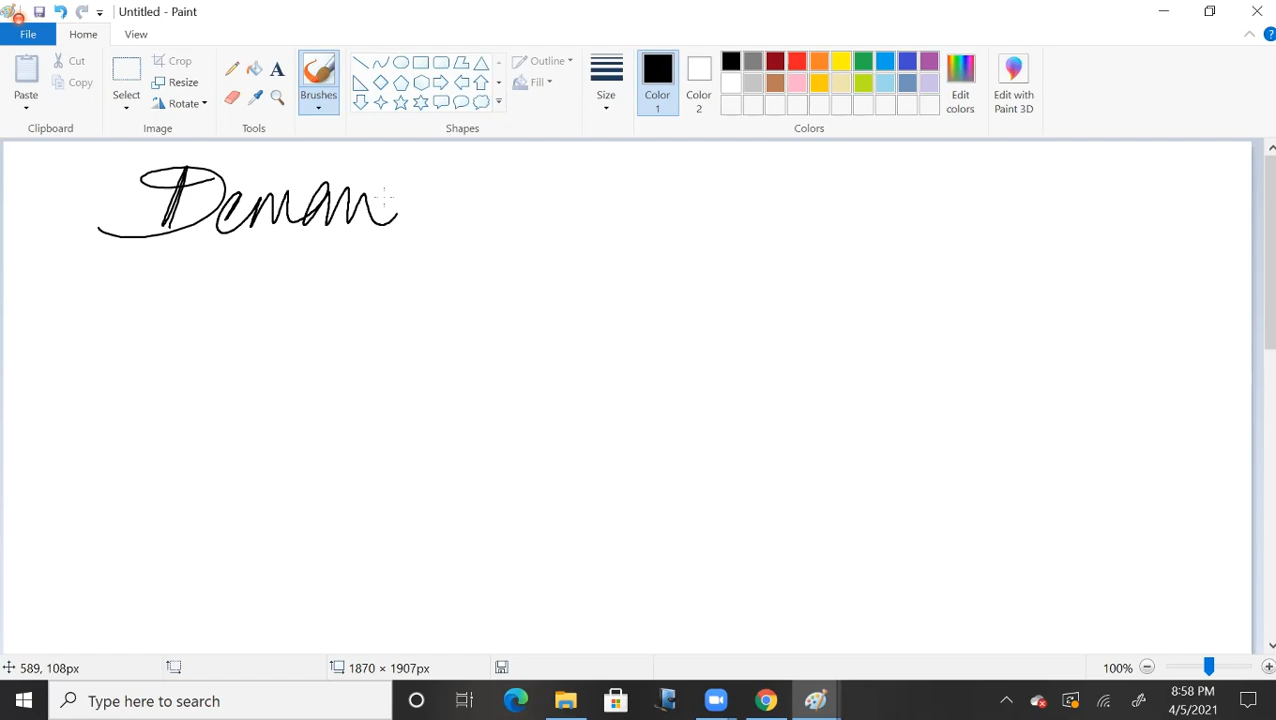 Untitled - Paint
File Home View
Paste Cut Copy Clipboard
Select Crop Resize Rotate Image
Tools
Brushes
Shapes
Outline Fill
Size
Color 1 Color 2 Colors
Edit colors
Edit with Paint 3D
Deman
589, 108px
1870 × 1907px
100%
Type here to search
8:58 PM
4/5/2021